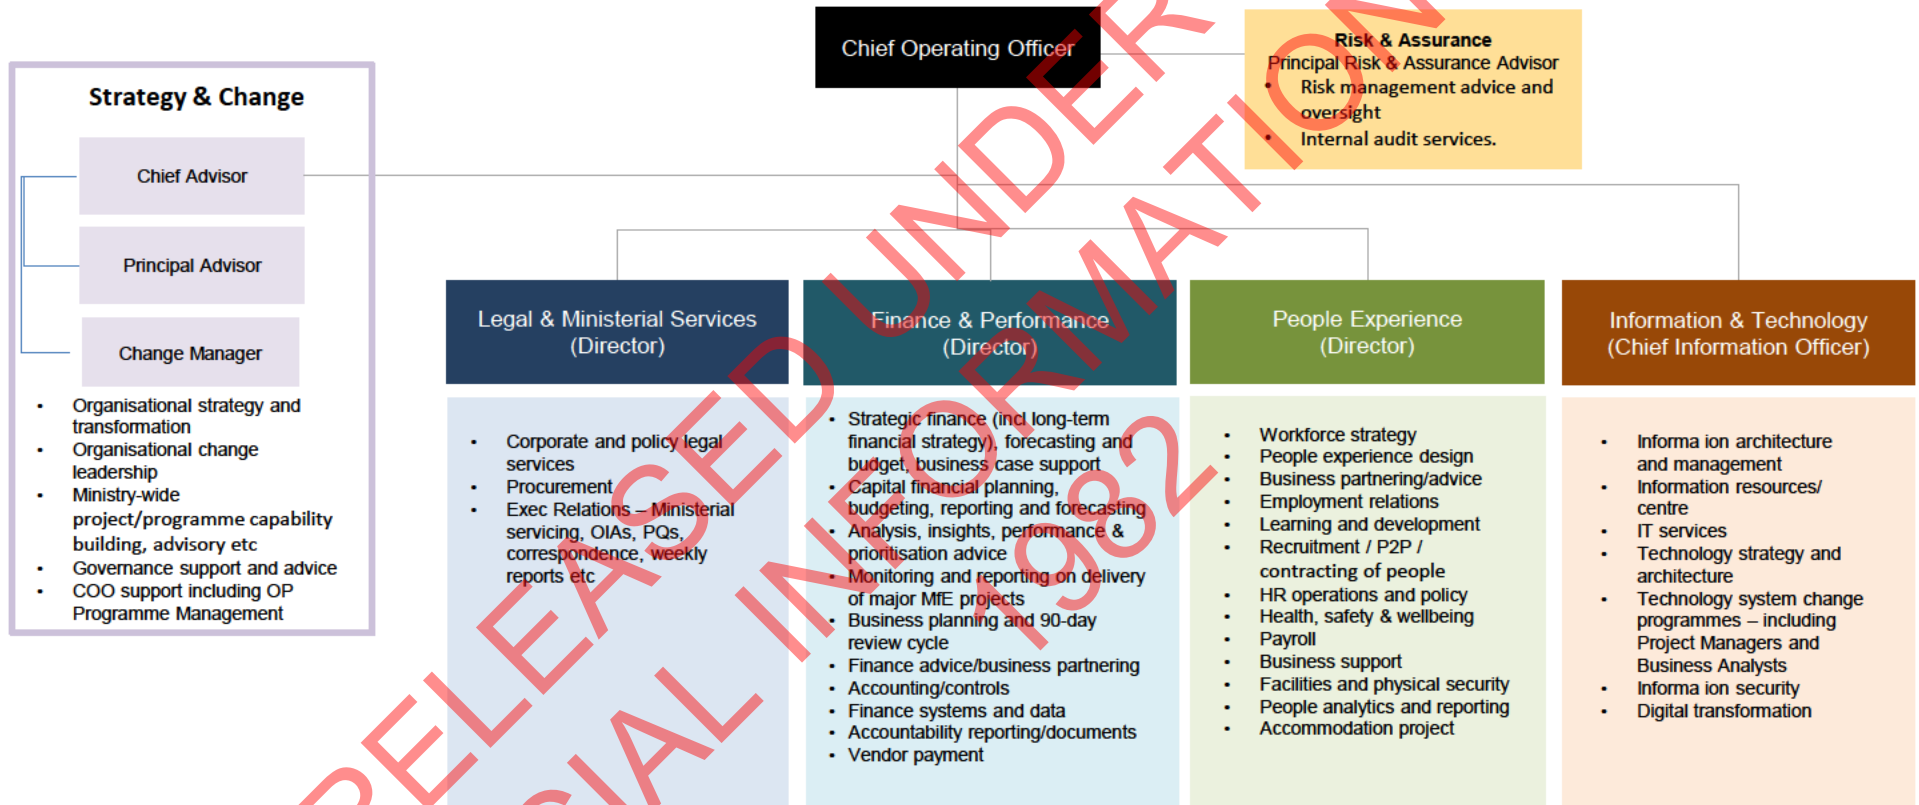 Chief Operating Officer
Risk & Assurance
Principal Risk & Assurance Advisor
• Risk management advice and
oversight
• Internal audit services.
Strategy & Change
Chief Advisor
Principal Advisor
Change Manager
• Organisational strategy and
transformation
• Organisational change
leadership
• Ministry-wide
project/programme capability
building, advisory etc
• Governance support and advice
• COO support including OP
Programme Management
Legal & Ministerial Services
(Director)
• Corporate and policy legal
services
• Procurement
• Exec Relations – Ministerial
servicing, OIAs, PQs,
correspondence, weekly
reports etc
Finance & Performance
(Director)
• Strategic finance (incl long-term
financial strategy), forecasting and
budget, business case support
• Capital financial planning,
budgeting, reporting and forecasting
• Analysis, insights, performance &
prioritisation advice
• Monitoring and reporting on delivery
of major MfE projects
• Business planning and 90-day
review cycle
• Finance advice/business partnering
• Accounting/controls
• Finance systems and data
• Accountability reporting/documents
• Vendor payment
People Experience
(Director)
• Workforce strategy
• People experience design
• Business partnering/advice
• Employment relations
• Learning and development
• Recruitment / P2P /
contracting of people
• HR operations and policy
• Health, safety & wellbeing
• Payroll
• Business support
• Facilities and physical security
• People analytics and reporting
• Accommodation project
Information & Technology
(Chief Information Officer)
• Informa ion architecture
and management
• Information resources/
centre
• IT services
• Technology strategy and
architecture
• Technology system change
programmes – including
Project Managers and
Business Analysts
• Informa ion security
• Digital transformation
RELEASED UNDER
CIAL INFORMATION
1982